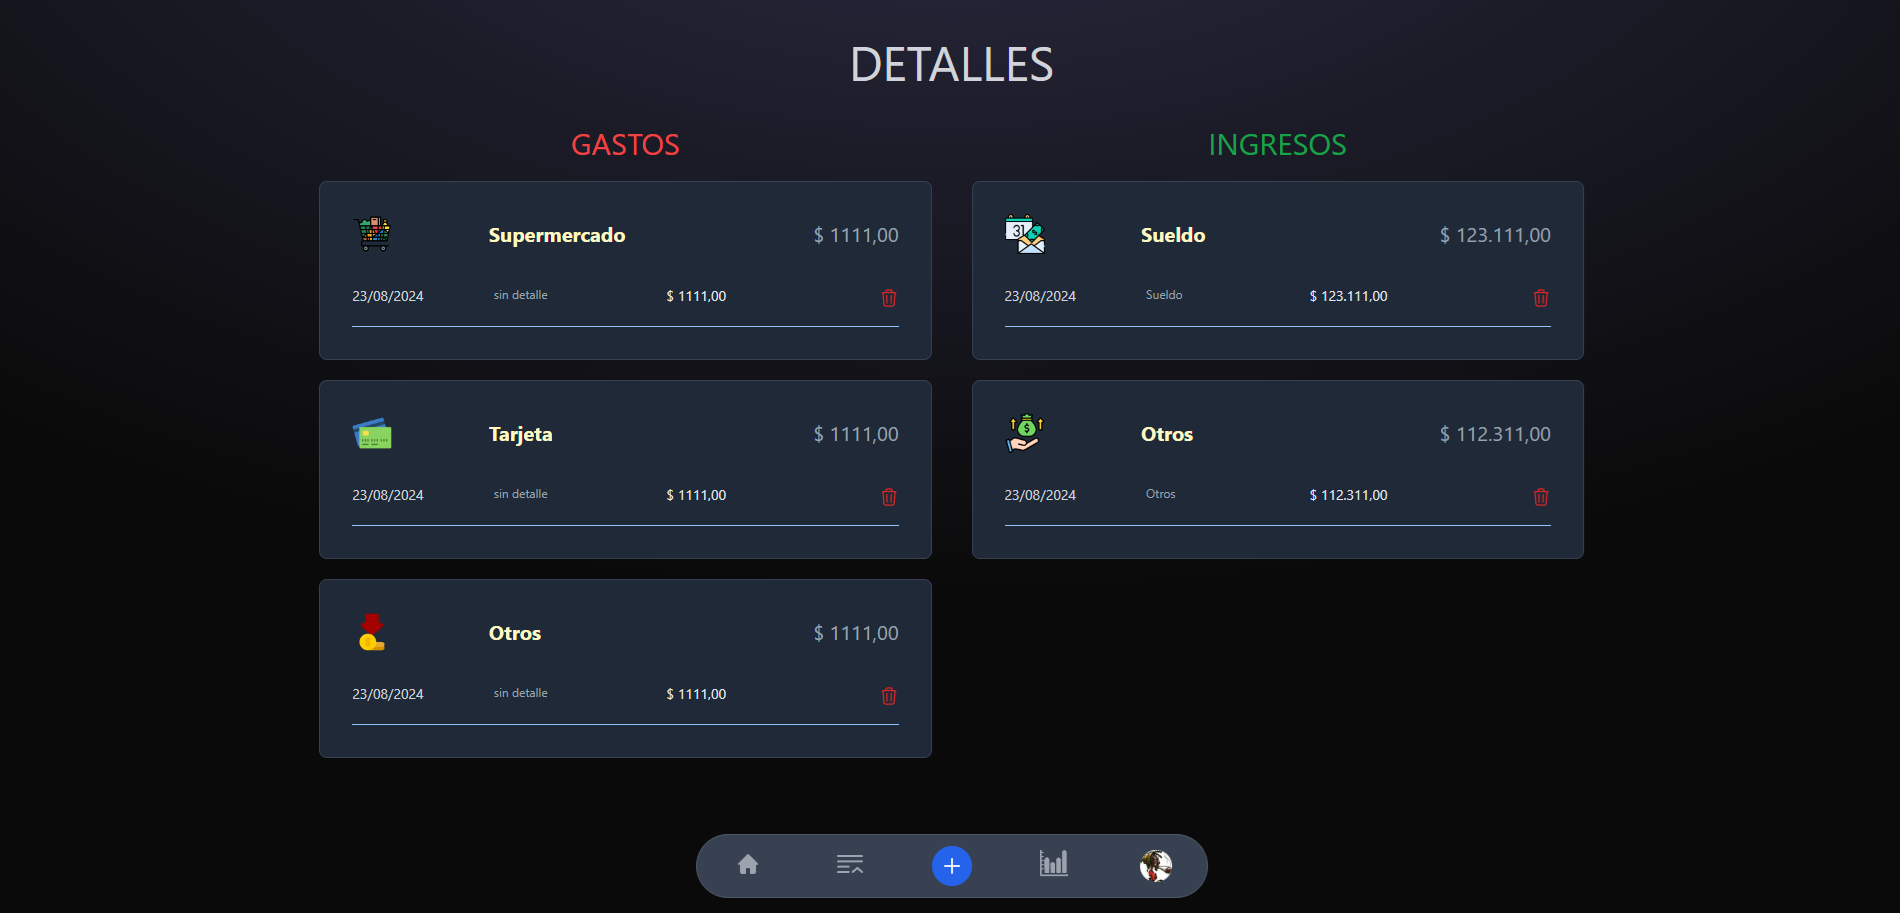 DETALLES
GASTOS
Supermercado $ 1111,00
23/08/2024 sin detalle $ 1111,00
Tarjeta $ 1111,00
23/08/2024 sin detalle $ 1111,00
Otros $ 1111,00
23/08/2024 sin detalle $ 1111,00
INGRESOS
31
Sueldo $ 123.111,00
23/08/2024 Sueldo $ 123.111,00
Otros $ 112.311,00
23/08/2024 Otros $ 112.311,00